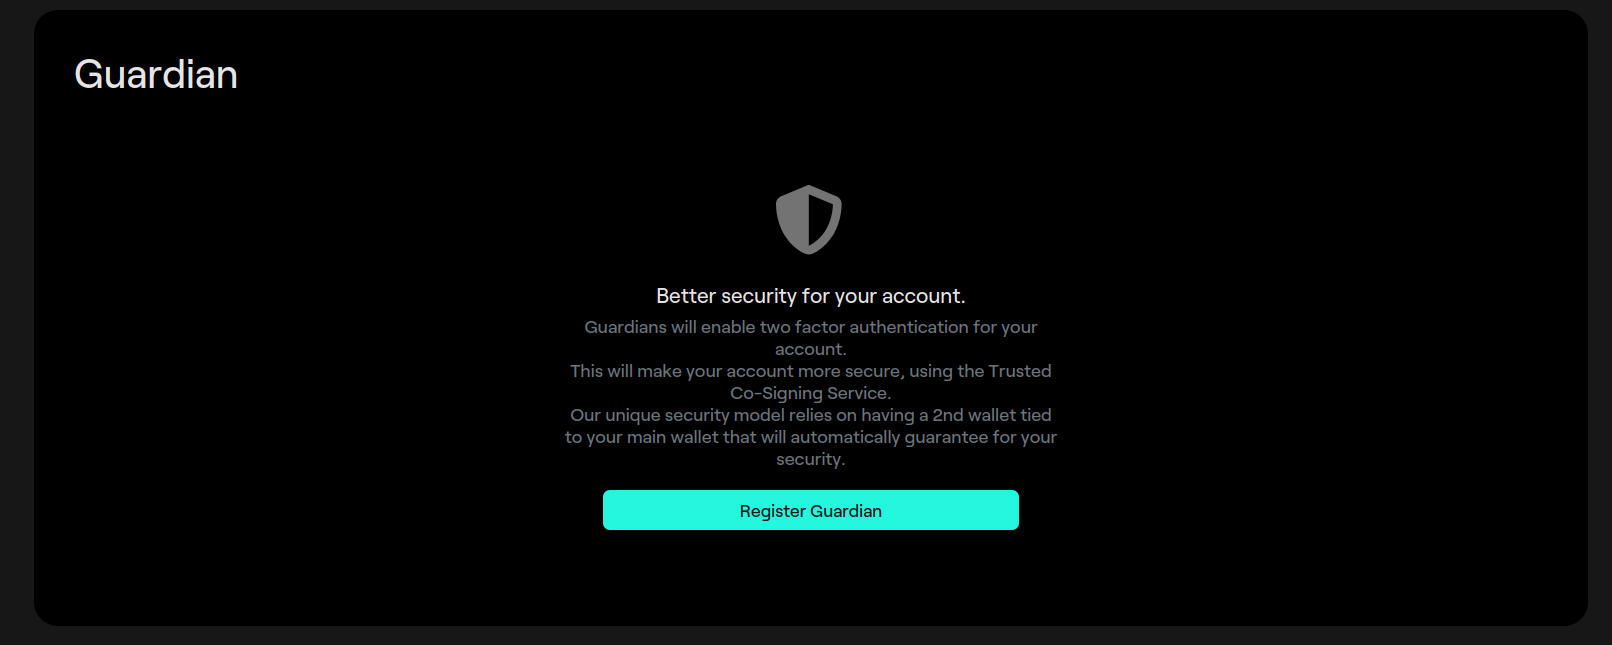 Guardian
Better security for your account.
Guardians will enable two factor authentication for your
account.
This will make your account more secure, using the Trusted
Co-Signing Service.
Our unique security model relies on having a 2nd wallet tied
to your main wallet that will automatically guarantee for your
security.
Register Guardian